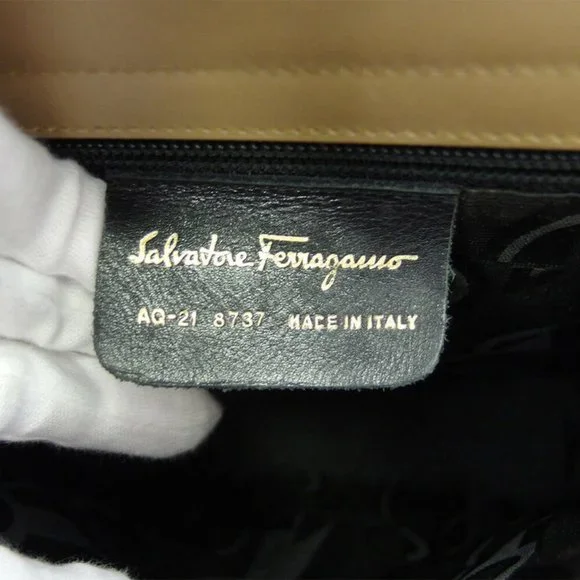 Salvatore Ferragamo
AQ-21 8737 MADE IN ITALY